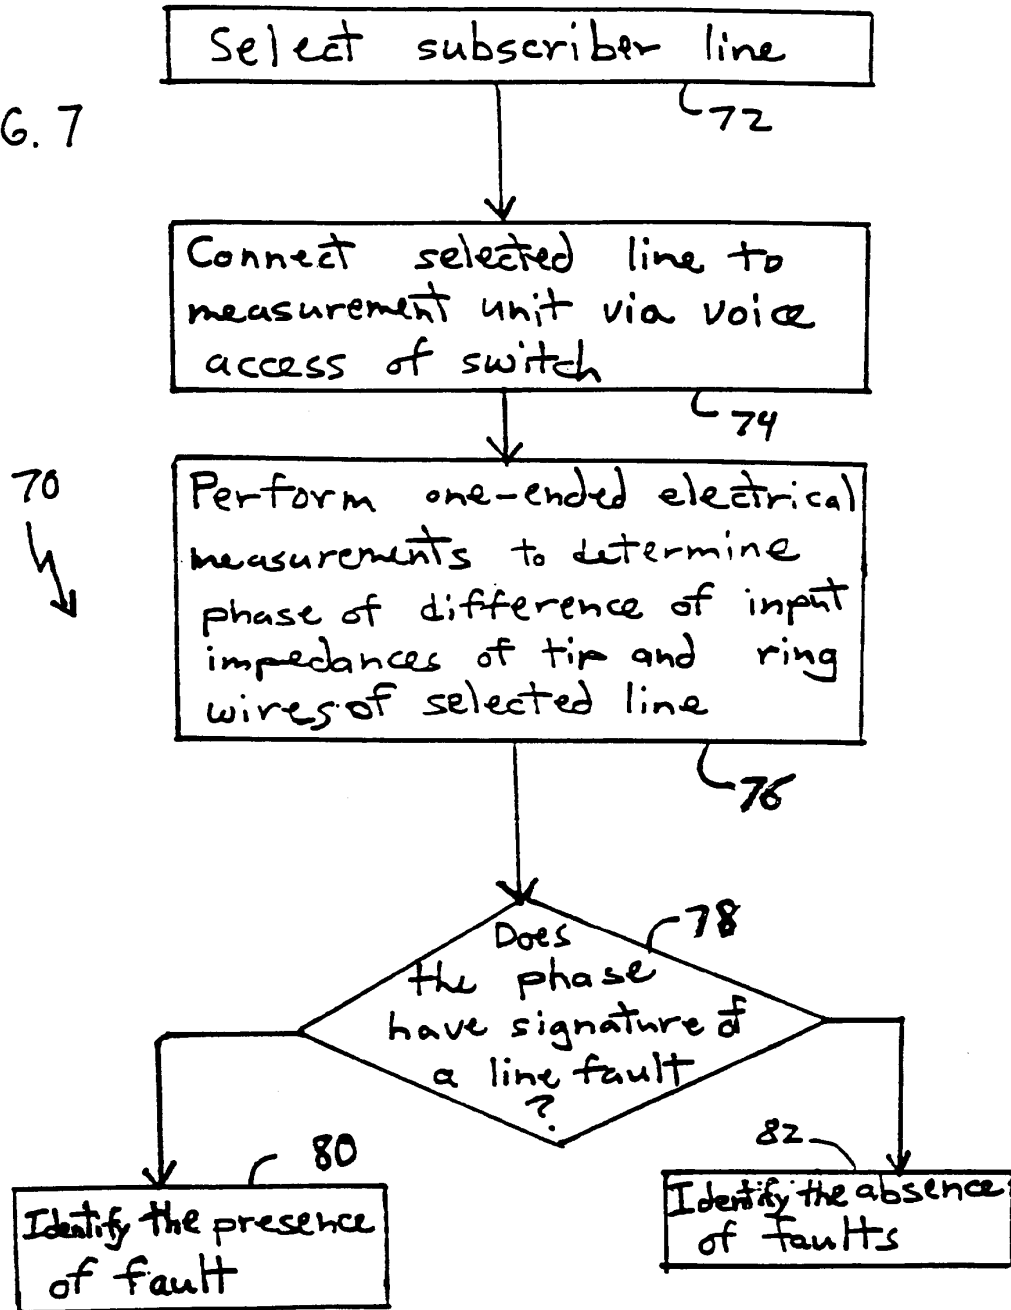 Select subscriber line
72
G. 7
Connect selected line to
measurement unit via voice
access of switch
74
70
Perform one-ended electrical
measurements to determine
phase of difference of input
impedances of tip and ring
wires of selected line
76
78
Does
the phase
have signature of
a line fault
?
80
82
Identify the presence
of fault
Identify the absence
of faults